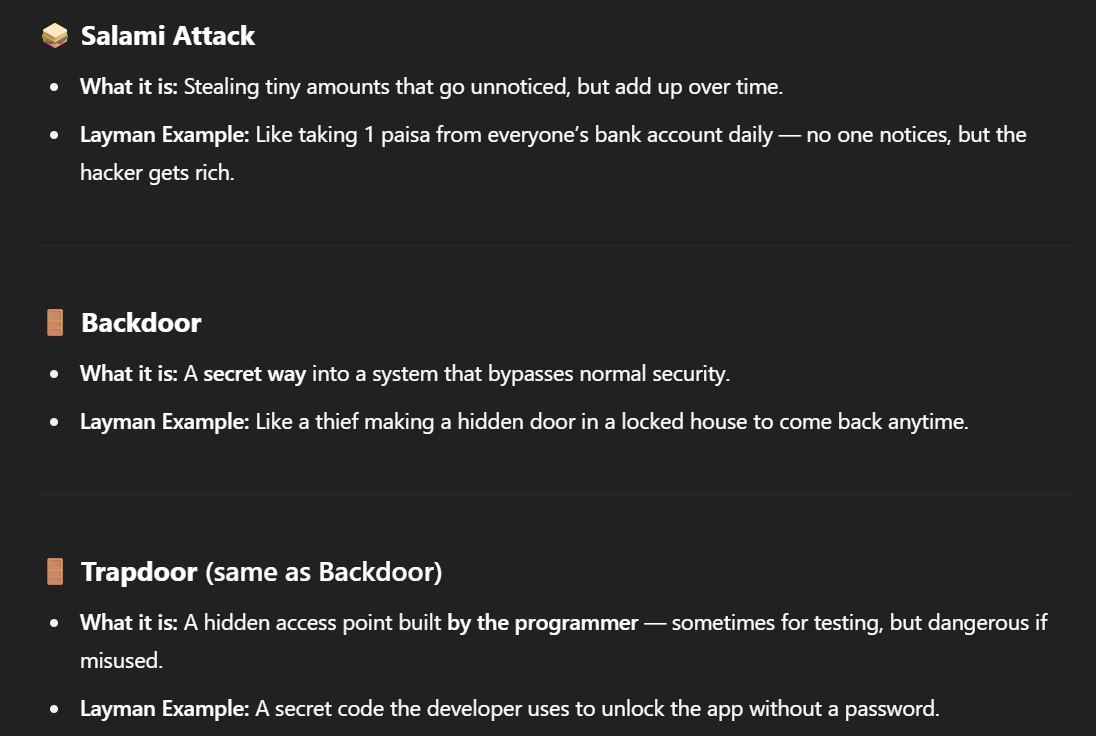 Salami Attack
What it is: Stealing tiny amounts that go unnoticed, but add up over time.
Layman Example: Like taking 1 paisa from everyone’s bank account daily — no one notices, but the
hacker gets rich.
Backdoor
What it is: A secret way into a system that bypasses normal security.
Layman Example: Like a thief making a hidden door in a locked house to come back anytime.
Trapdoor (same as Backdoor)
What it is: A hidden access point built by the programmer — sometimes for testing, but dangerous if
misused.
Layman Example: A secret code the developer uses to unlock the app without a password.